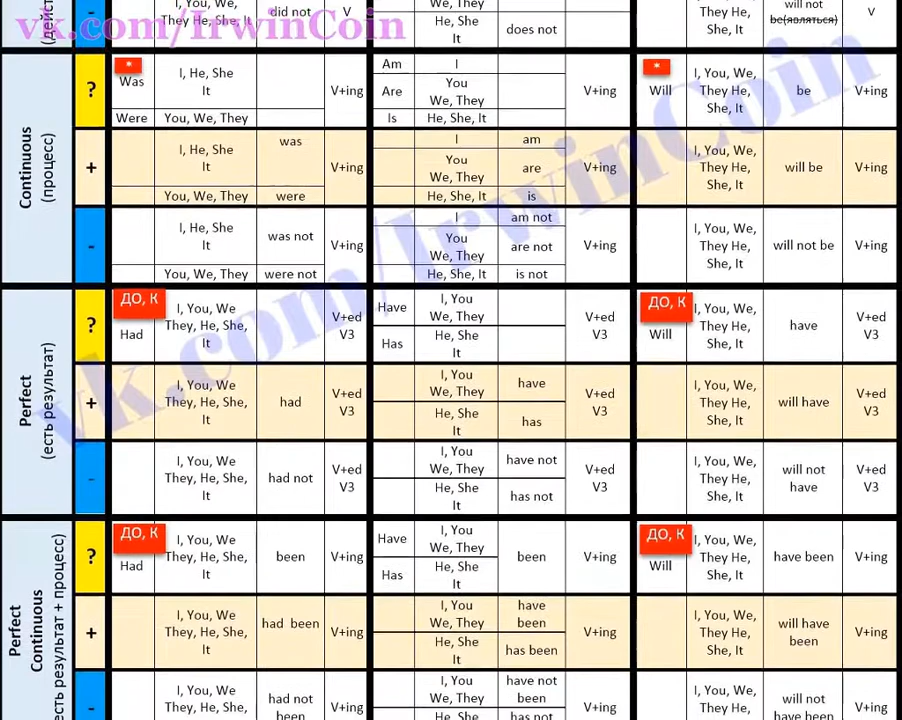 I, You, We
They, He, She, It
did not
V
We, They
He, She
It
does not
They He,
She, It
will not
be(являться)
V
vk.com/IrwinCoin
(дейст
-
Continuous
(процесс)
?
*
Was
I, He, She
It
V+ing
Were
You, We, They
Am
I
Are
You
We, They
V+ing
Is
He, She, It
*
Will
I, You, We,
They He,
She, It
be
V+ing
+
I, He, She
It
was
V+ing
You, We, They
were
I
am
You
We, They
are
V+ing
He, She, It
is
I, You, We,
They He,
She, It
will be
V+ing
-
I, He, She
It
was not
V+ing
You, We, They
were not
I
am not
You
We, They
are not
V+ing
He, She, It
is not
I, You, We,
They He,
She, It
will not be
V+ing
vk.com/IrwinCoin
Perfect
(есть результат)
?
ДО, К
Had
I, You, We
They, He, She,
It
V+ed
V3
Have
I, You
We, They
Has
He, She
It
V+ed
V3
ДО, К
Will
I, You, We,
They He,
She, It
have
V+ed
V3
+
I, You, We
They, He, She,
It
had
V+ed
V3
I, You
We, They
have
He, She
It
has
V+ed
V3
I, You, We,
They He,
She, It
will have
V+ed
V3
-
I, You, We
They, He, She,
It
had not
V+ed
V3
I, You
We, They
have not
He, She
It
has not
V+ed
V3
I, You, We,
They He,
She, It
will not
have
V+ed
V3
Perfect
Continuous
есть результат + процесс)
?
ДО, К
Had
I, You, We
They, He, She,
It
been
V+ing
Have
I, You
We, They
Has
He, She
It
been
V+ing
ДО, К
Will
I, You, We,
They He,
She, It
have been
V+ing
+
I, You, We
They, He, She,
It
had been
V+ing
I, You
We, They
have
been
He, She
It
has been
V+ing
I, You, We,
They He,
She, It
will have
been
V+ing
-
I, You, We
They, He, She,
It
had not
been
V+ing
I, You
We, They
have not
been
He, She
has not
V+ing
I, You, We,
They He,
She, It
will not
have been
V+ing